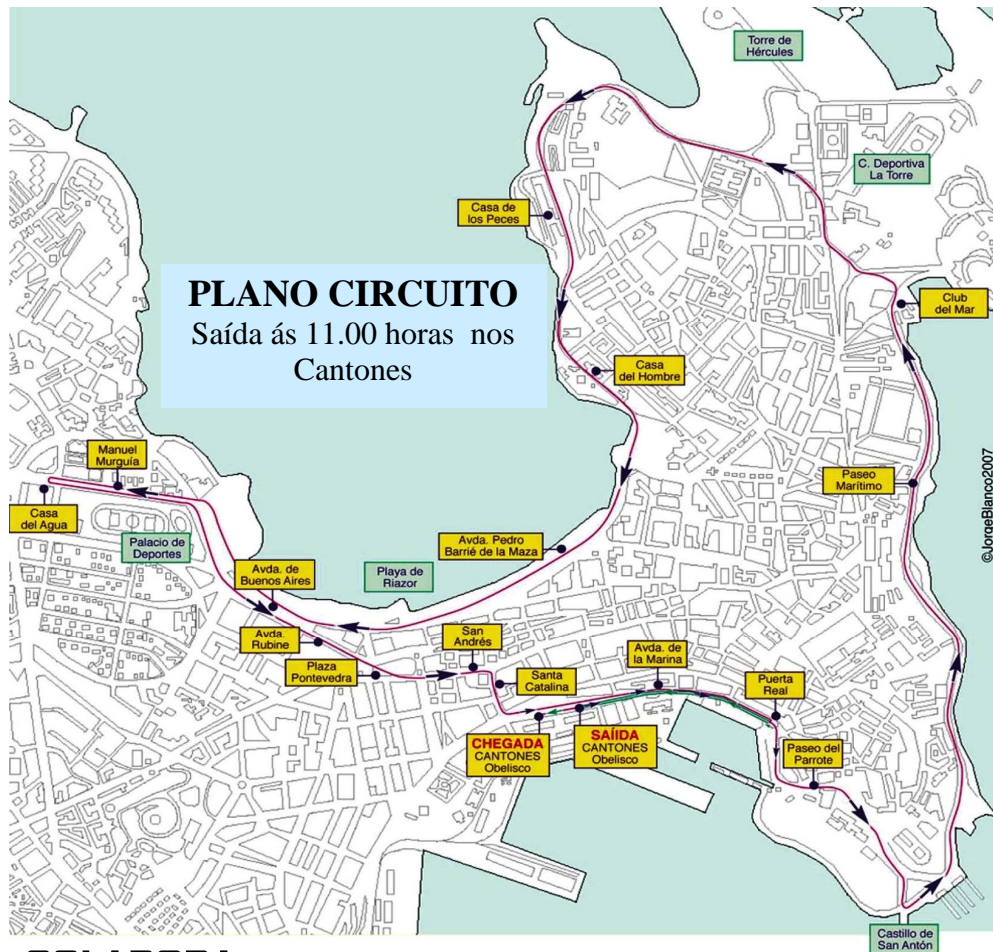 Torre de
Hércules
C. Deportiva
La Torre
Casa de
los Peces
PLANO CIRCUITO
Saída ás 11.00 horas nos
Cantones
Club
del Mar
Casa
del Hombre
Manuel
Murguía
Paseo
Marítimo
©JorgeBlanco2007
Casa
del Agua
Palacio de
Deportes
Avda. Pedro
Barrié de la Maza
Avda. de
Buenos Aires
Playa de
Riazor
Avda.
Rubine
San
Andrés
Avda. de
la Marina
Plaza
Pontevedra
Santa
Catalina
Puerta
Real
CHEGADA
CANTONES
Obelisco
SAÍIDA
CANTONES
Obelisco
Paseo del
Parrote
Castillo de
San Antón